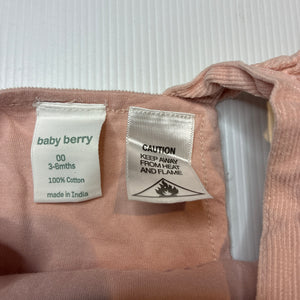 baby berry
00
3-6mths
100% Cotton
made in India
CAUTION
KEEP AWAY
FROM HEAT
AND FLAME